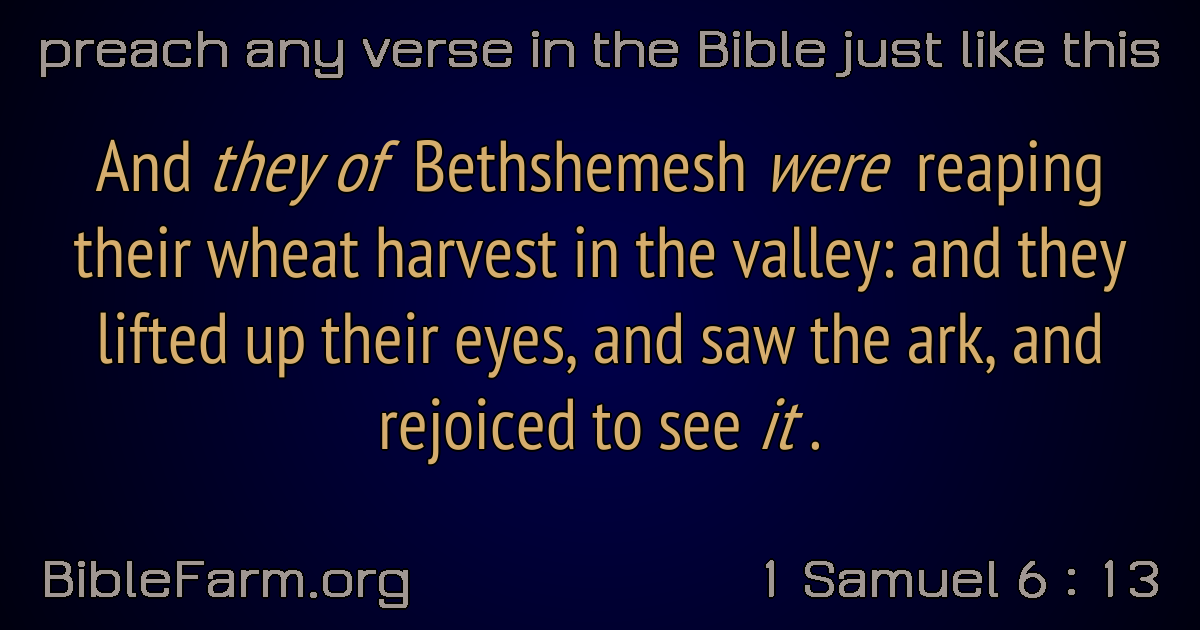 preach any verse in the Bible just like this
And they of Bethshemesh were reaping
their wheat harvest in the valley: and they
lifted up their eyes, and saw the ark, and
rejoiced to see it .
BibleFarm.org
1 Samuel 6 : 13